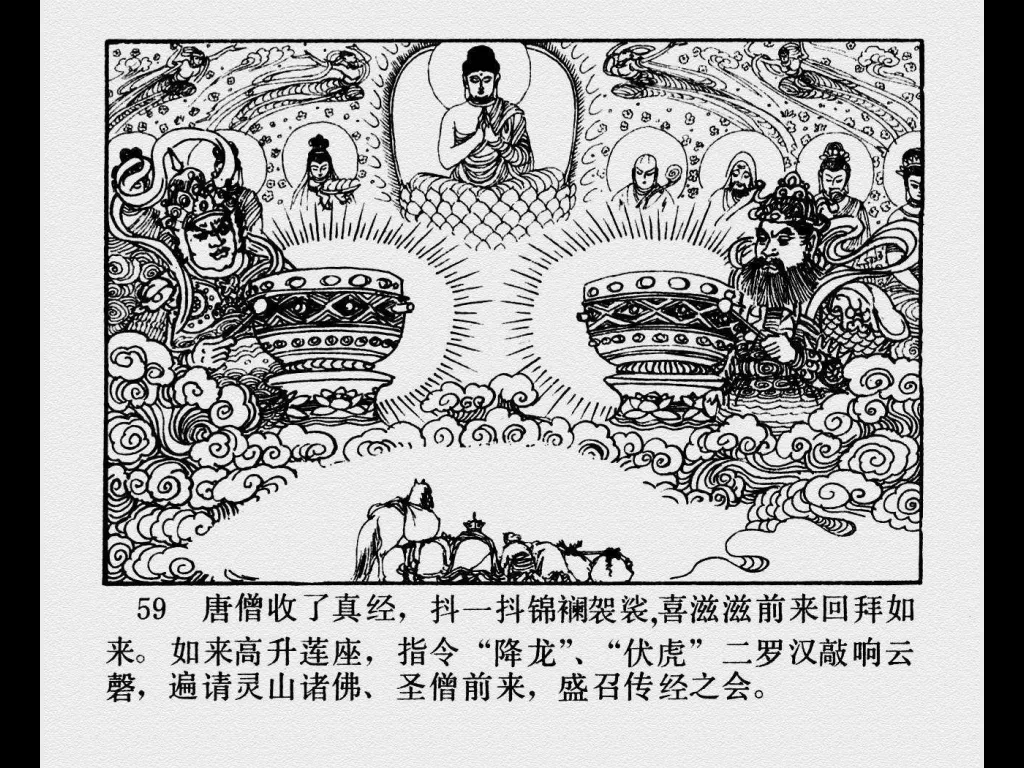 59 唐僧收了真经，抖一抖锦襕袈裟,喜滋滋前来回拜如
来。如来高升莲座，指令“降龙”、“伏虎”二罗汉敲响云
磬，遍请灵山诸佛、圣僧前来，盛召传经之会。